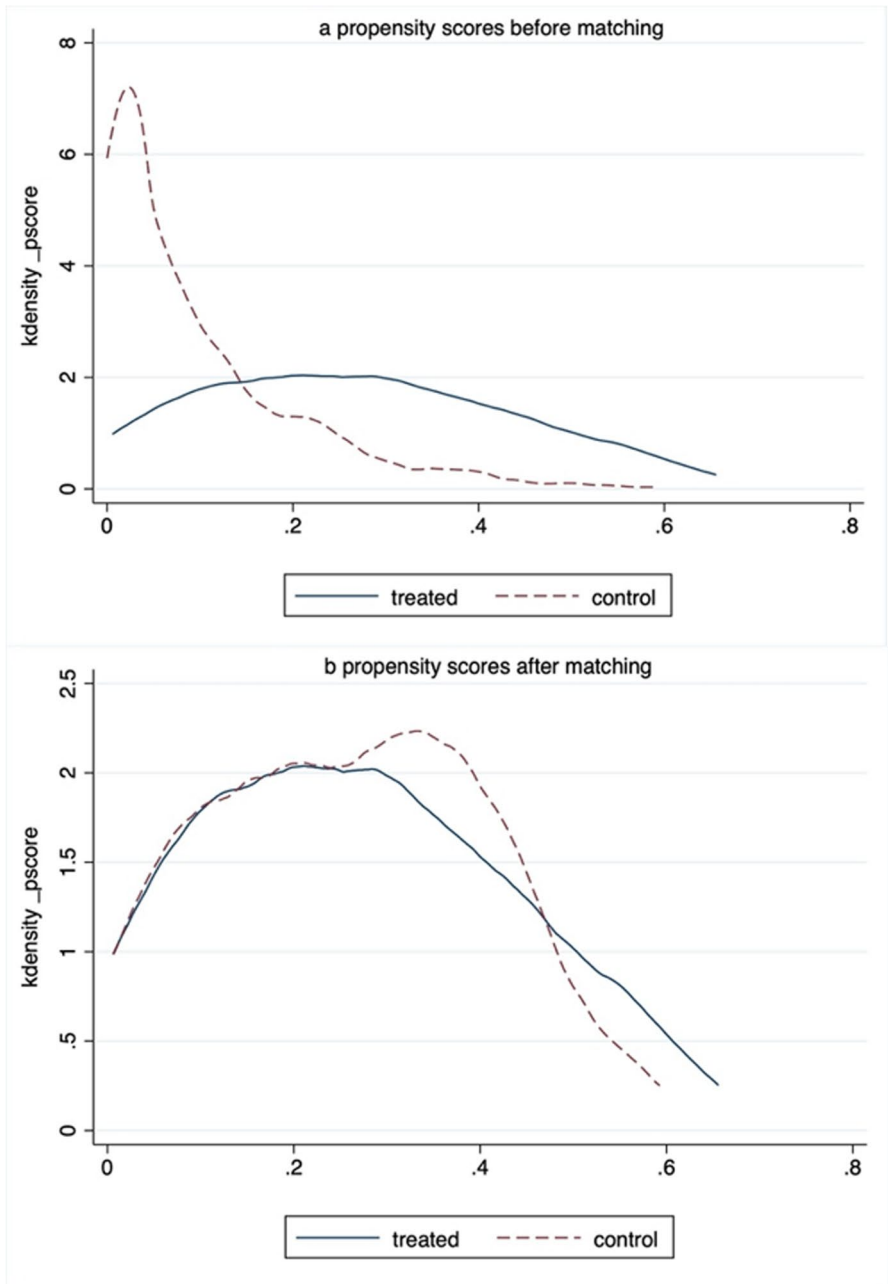 a propensity scores before matching
kdensity _pscore
8
6
4
2
0
0 .2 .4 .6 .8
treated control
b propensity scores after matching
kdensity _pscore
2.5
2
1.5
1
.5
0
0 .2 .4 .6 .8
treated control